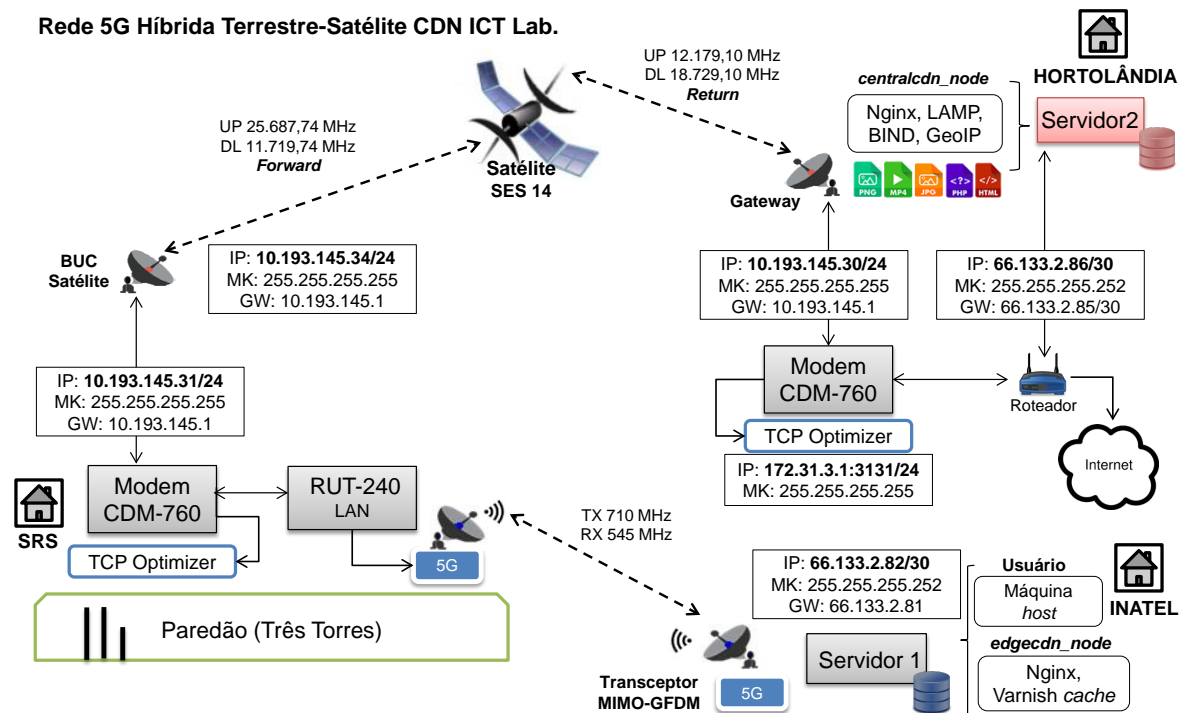 Rede 5G Híbrida Terrestre-Satélite CDN ICT Lab.
UP 12.179,10 MHz
DL 18.729,10 MHz
Return
centralcdn_node
Nginx, LAMP,
BIND, GeoIP
HORTOLÂNDIA
Servidor2
UP 25.687,74 MHz
DL 11.719,74 MHz
Forward
Satélite
SES 14
PNG
MP4
JPG
<?>
PHP
</>
HTML
Gateway
BUC
Satélite
IP: 10.193.145.34/24
MK: 255.255.255.255
GW: 10.193.145.1
IP: 10.193.145.30/24
MK: 255.255.255.255
GW: 10.193.145.1
IP: 66.133.2.86/30
MK: 255.255.255.252
GW: 66.133.2.85/30
IP: 10.193.145.31/24
MK: 255.255.255.255
GW: 10.193.145.1
Modem
CDM-760
Roteador
TCP Optimizer
IP: 172.31.3.1:3131/24
MK: 255.255.255.255
Internet
SRS
Modem
CDM-760
RUT-240
LAN
TCP Optimizer
5G
TX 710 MHz
RX 545 MHz
Paredão (Três Torres)
IP: 66.133.2.82/30
MK: 255.255.255.252
GW: 66.133.2.81
Usuário
Máquina
host
INATEL
Servidor 1
edgecdn_node
Nginx,
Varnish cache
Transceptor
MIMO-GFDM
5G